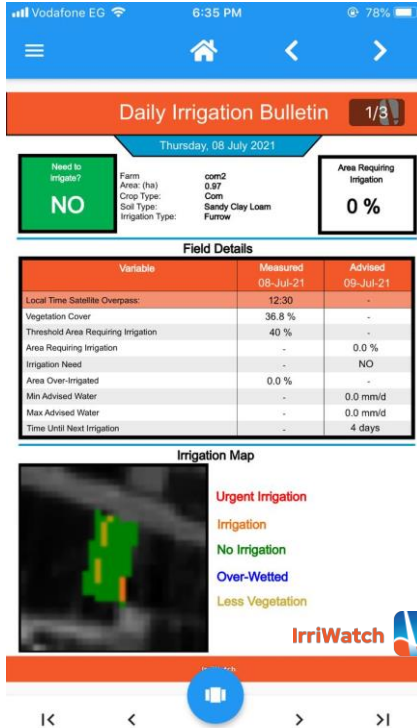 Vodafone EG 6:35 PM 78%
Daily Irrigation Bulletin 1/3
Thursday, 08 July 2021
Need to
irrigate?
NO
Farm corn2
Area: (ha) 0.97
Crop Type: Corn
Soil Type: Sandy Clay Loam
Irrigation Type: Furrow
Area Requiring
Irrigation
0 %
Field Details
Variable Measured Advised
08-Jul-21 09-Jul-21
Local Time Satellite Overpass: 12:30 -
Vegetation Cover 36.8 % -
Threshold Area Requiring Irrigation 40 % -
Area Requiring Irrigation - 0.0 %
Irrigation Need - NO
Area Over-Irrigated 0.0 % -
Min Advised Water - 0.0 mm/d
Max Advised Water - 0.0 mm/d
Time Until Next Irrigation - 4 days
Irrigation Map
Urgent Irrigation
Irrigation
No Irrigation
Over-Wetted
Less Vegetation
IrriWatch